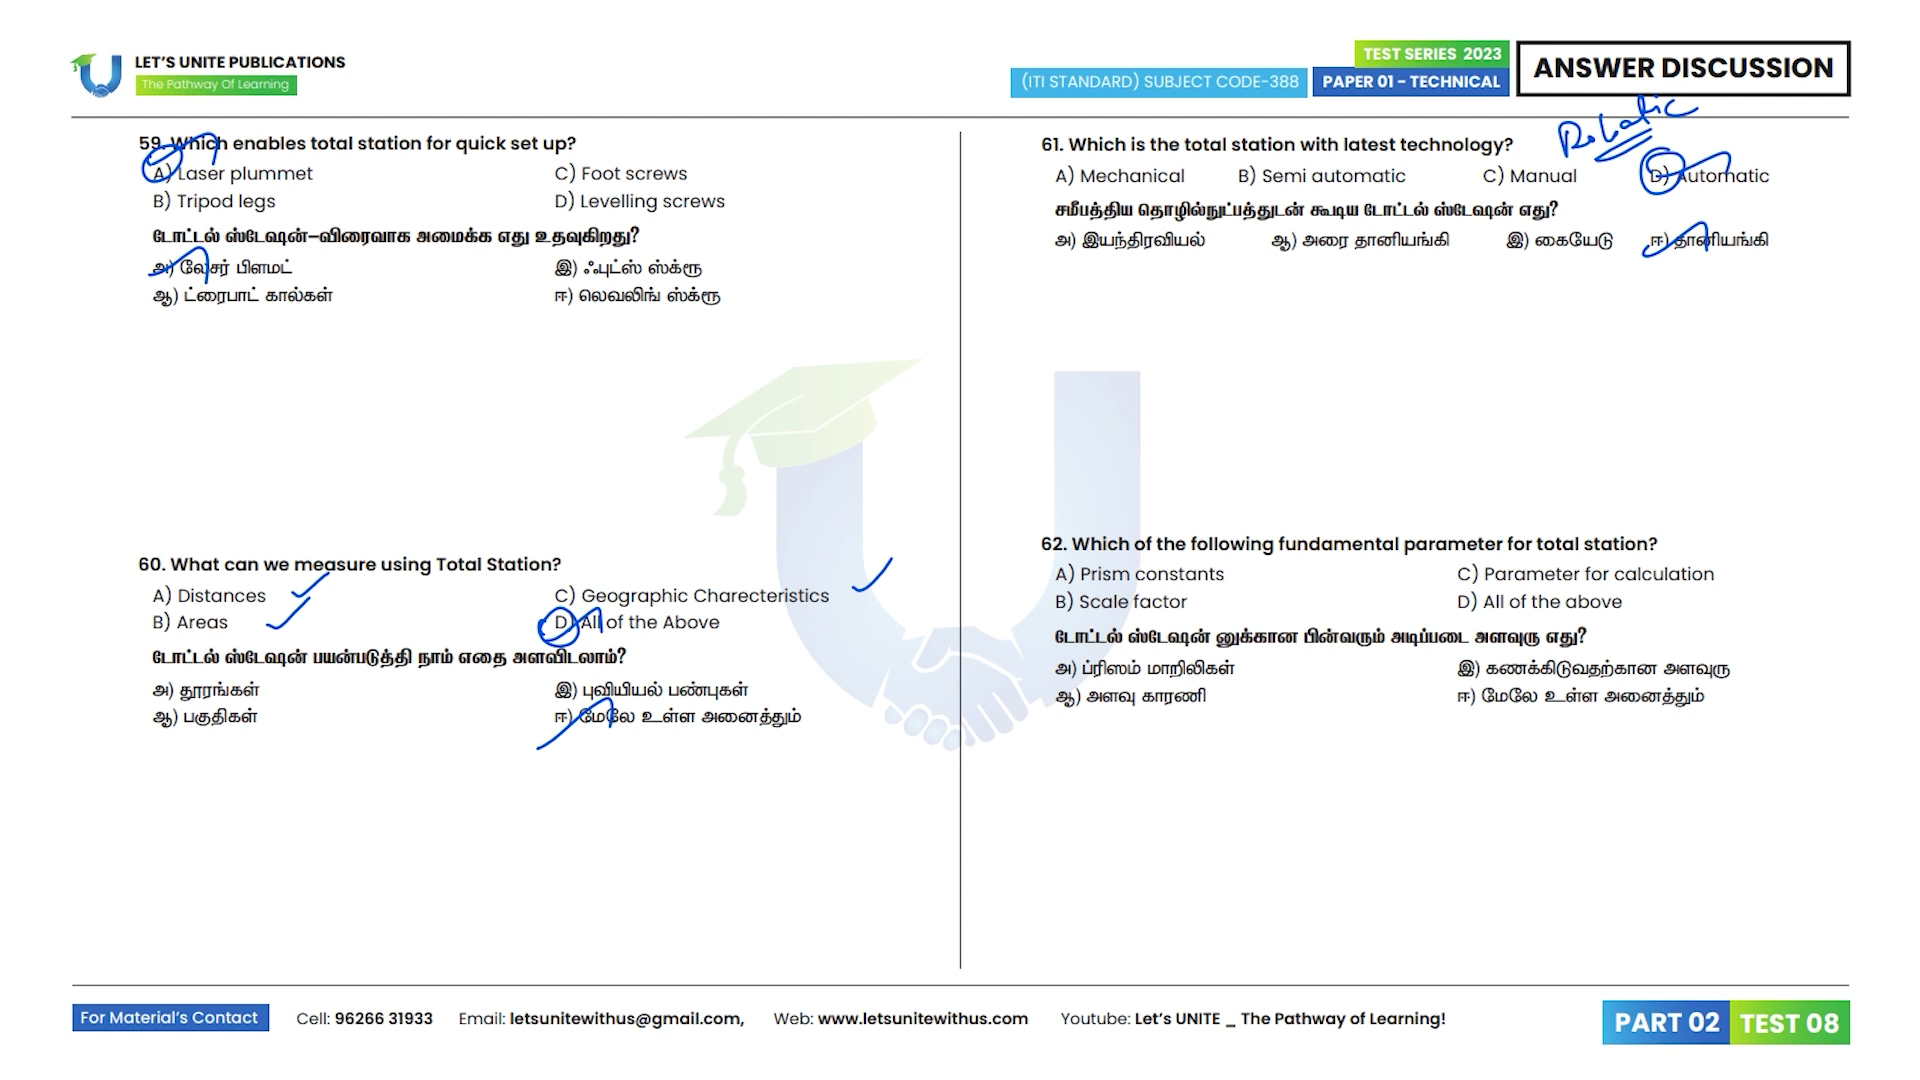 LET'S UNITE PUBLICATIONS
The Pathway Of Learning
TEST SERIES 2023
(ITI STANDARD) SUBJECT CODE-388
PAPER 01 - TECHNICAL
ANSWER DISCUSSION
59. Which enables total station for quick set up?
A) Laser plummet C) Foot screws
B) Tripod legs D) Levelling screws
டோட்டல் ஸ்டேஷன்–விரைவாக அமைக்க எது உதவுகிறது?
அ) லேசர் பிளமட் இ) ஃபுட்ஸ் ஸ்க்ரூ
ஆ) ட்ரைபாட் கால்கள் ஈ) லெவலிங் ஸ்க்ரூ
60. What can we measure using Total Station?
A) Distances C) Geographic Charecteristics
B) Areas D) All of the Above
டோட்டல் ஸ்டேஷன் பயன்படுத்தி நாம் எதை அளவிடலாம்?
அ) தூரங்கள் இ) புவியியல் பண்புகள்
ஆ) பகுதிகள் ஈ) மேலே உள்ள அனைத்தும்
Robotic
61. Which is the total station with latest technology?
A) Mechanical B) Semi automatic C) Manual D) Automatic
சமீபத்திய தொழில்நுட்பத்துடன் கூடிய டோட்டல் ஸ்டேஷன் எது?
அ) இயந்திரவியல் ஆ) அரை தானியங்கி இ) கையேடு ஈ) தானியங்கி
62. Which of the following fundamental parameter for total station?
A) Prism constants C) Parameter for calculation
B) Scale factor D) All of the above
டோட்டல் ஸ்டேஷன் னுக்கான பின்வரும் அடிப்படை அளவுரு எது?
அ) ப்ரிஸம் மாறிலிகள் இ) கணக்கிடுவதற்கான அளவுரு
ஆ) அளவு காரணி ஈ) மேலே உள்ள அனைத்தும்
For Material's Contact Cell: 96266 31933 Email: letsunitewithus@gmail.com, Web: www.letsunitewithus.com Youtube: Let's UNITE _ The Pathway of Learning!
PART 02 TEST 08